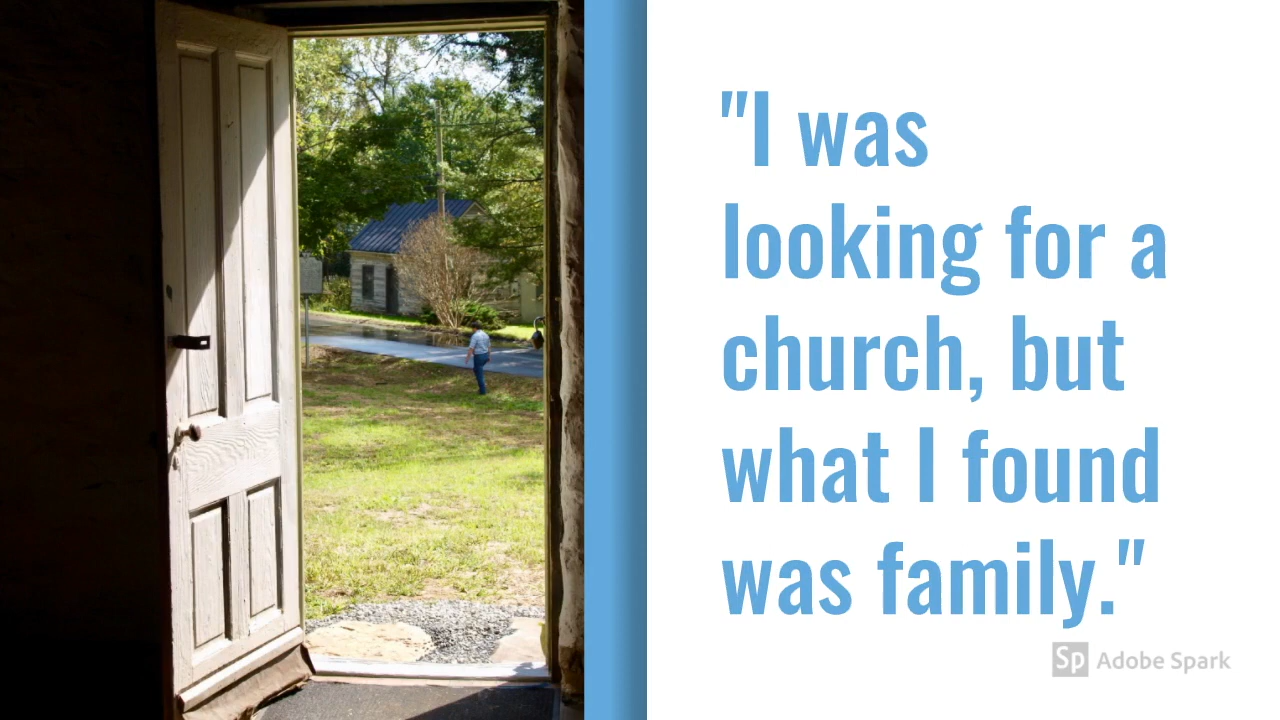 "I was
looking for a
church, but
what I found
was family."
Sp Adobe Spark